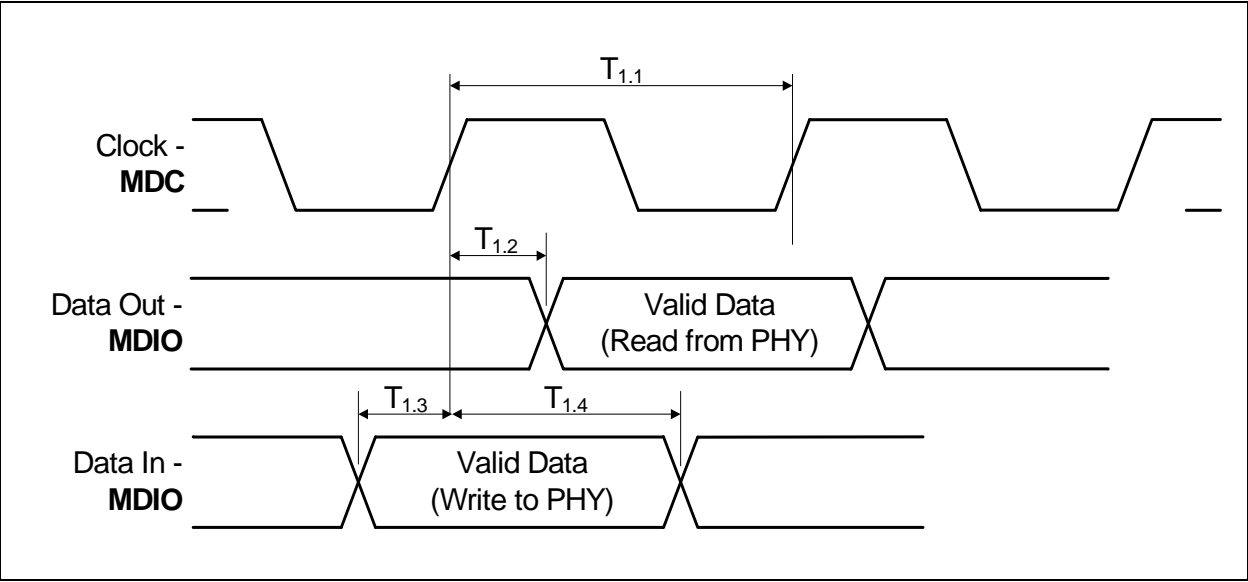 T1.1
Clock -
MDC
T1.2
Data Out -
MDIO
Valid Data
(Read from PHY)
T1.3
T1.4
Data In -
MDIO
Valid Data
(Write to PHY)